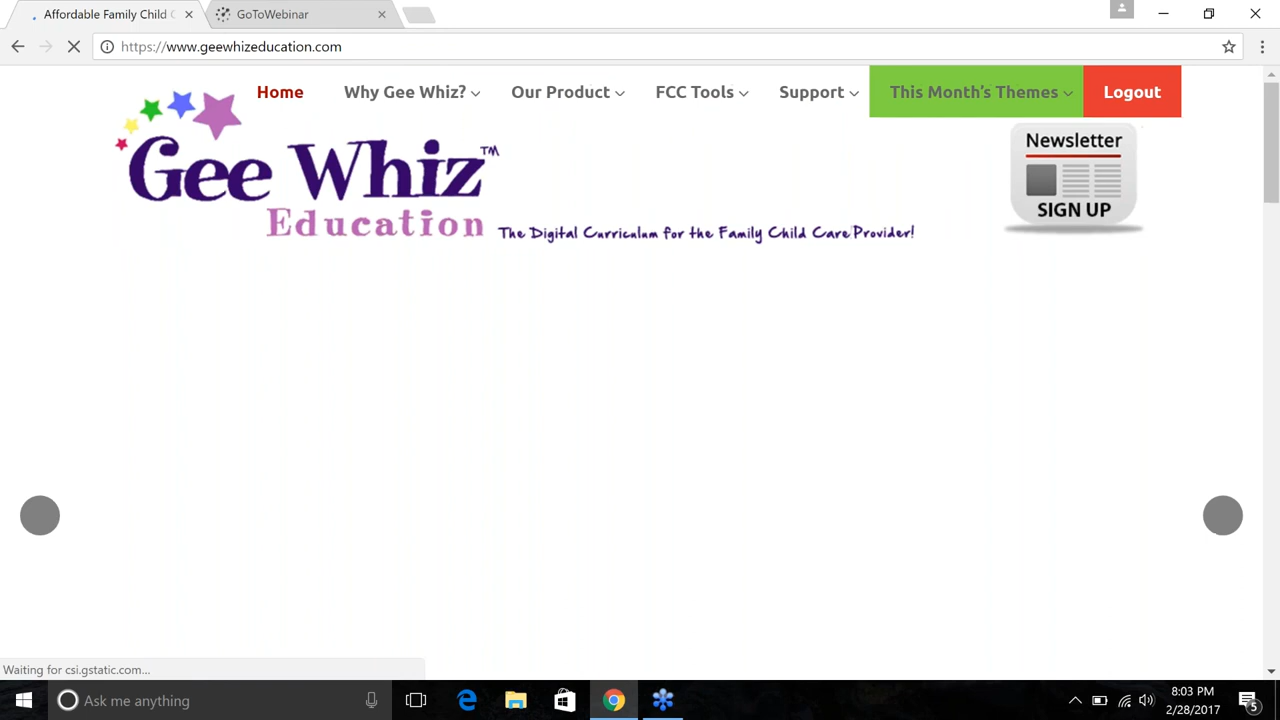 Affordable Family Child C
GoToWebinar
https://www.geewhizeducation.com
Home Why Gee Whiz? Our Product FCC Tools Support This Month's Themes Logout
Gee Whiz™
Education
The Digital Curriculum for the Family Child Care Provider!
Newsletter
SIGN UP
Waiting for csi.gstatic.com...
Ask me anything
8:03 PM
2/28/2017
5